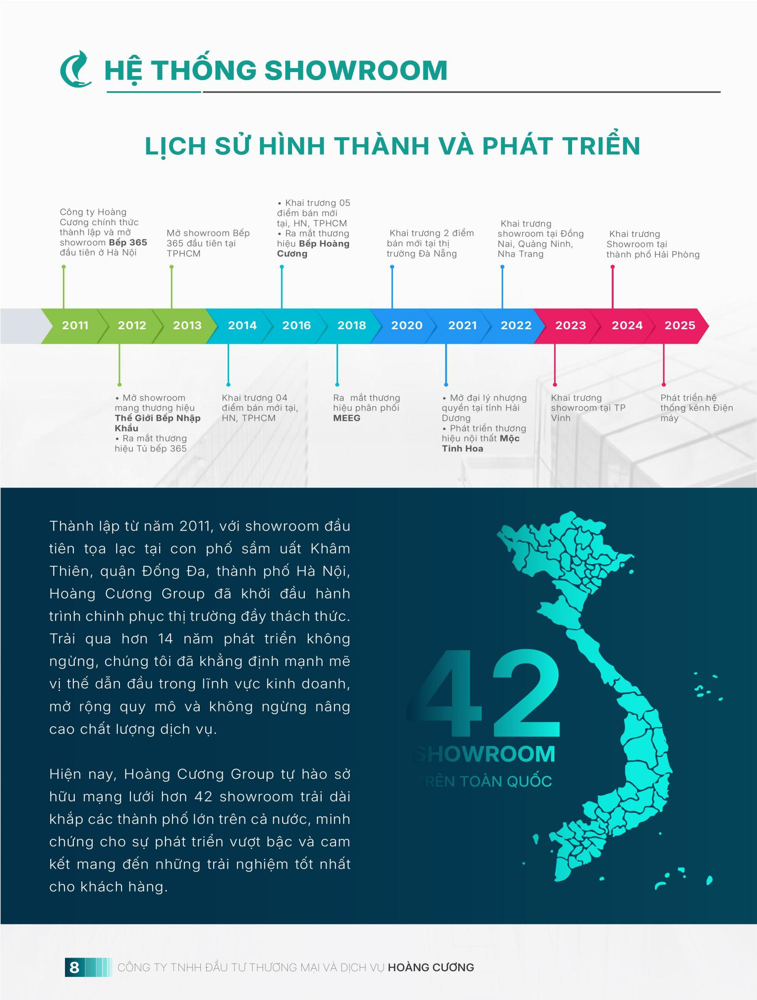 HỆ THỐNG SHOWROOM
LỊCH SỬ HÌNH THÀNH VÀ PHÁT TRIỂN
Công ty Hoàng
Cương chính thức
thành lập và mở
showroom Bếp 365
đầu tiên ở Hà Nội
Mở showroom Bếp
365 đầu tiên tại
TPHCM
• Khai trương 05
điểm bán mới
tại, HN, TPHCM
• Ra mắt thương
hiệu Bếp Hoàng
Cương
Khai trương 2 điểm
bán mới tại thị
trường Đà Nẵng
Khai trương
showroom tại Đồng
Nai, Quảng Ninh,
Nha Trang
Khai trương
Showroom tại
thành phố Hải Phòng
2011 2012 2013 2014 2016 2018 2020 2021 2022 2023 2024 2025
• Mở showroom
mang thương hiệu
Thế Giới Bếp Nhập
Khẩu
• Ra mắt thương
hiệu Tủ bếp 365
Khai trương 04
điểm bán mới tại,
HN, TPHCM
Ra mắt thương
hiệu phân phối
MEEG
• Mở đại lý nhượng
quyền tại tỉnh Hải
Dương
• Phát triển thương
hiệu nội thất Mộc
Tinh Hoa
Khai trương
showroom tại TP
Vinh
Phát triển hệ
thống kênh Điện
máy
Thành lập từ năm 2011, với showroom đầu
tiên tọa lạc tại con phố sầm uất Khâm
Thiên, quận Đống Đa, thành phố Hà Nội,
Hoàng Cương Group đã khởi đầu hành
trình chinh phục thị trường đầy thách thức.
Trải qua hơn 14 năm phát triển không
ngừng, chúng tôi đã khẳng định mạnh mẽ
vị thế dẫn đầu trong lĩnh vực kinh doanh,
mở rộng quy mô và không ngừng nâng
cao chất lượng dịch vụ.
Hiện nay, Hoàng Cương Group tự hào sở
hữu mạng lưới hơn 42 showroom trải dài
khắp các thành phố lớn trên cả nước, minh
chứng cho sự phát triển vượt bậc và cam
kết mang đến những trải nghiệm tốt nhất
cho khách hàng.
42
SHOWROOM
TRÊN TOÀN QUỐC
8 CÔNG TY TNHH ĐẦU TƯ THƯƠNG MẠI VÀ DỊCH VỤ HOÀNG CƯƠNG